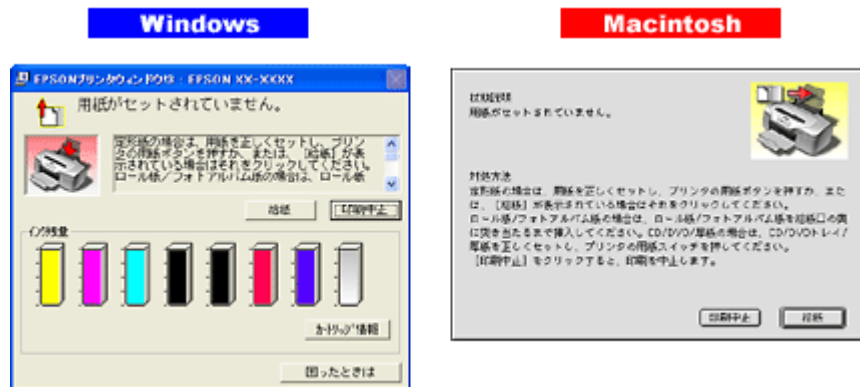 Windows
Macintosh
EPSONプリンタウィンドウ!3 : EPSON XX-XXXX
用紙がセットされていません。
定形紙の場合は、用紙を正しくセットし、プリン
タの用紙ボタンを押すか、または、[給紙]が表
示されている場合はそれをクリックしてください。
ロール紙/フォトアルバム紙の場合は、ロール紙
給紙
印刷中止
インク残量
カートリッジ情報
困ったときは
用紙がセットされていません。
対処方法
定形紙の場合は、用紙を正しくセットし、プリンタの用紙ボタンを押すか、また
は、[給紙]が表示されている場合はそれをクリックしてください。
ロール紙/フォトアルバム紙の場合は、ロール紙/フォトアルバム紙を給紙口の奥
に突き当たるまで挿入してください。CD/DVD/厚紙の場合は、CD/DVDトレイ/
厚紙を正しくセットし、プリンタの用紙スイッチを押してください。
[印刷中止]をクリックすると、印刷を中止します。
印刷中止
給紙